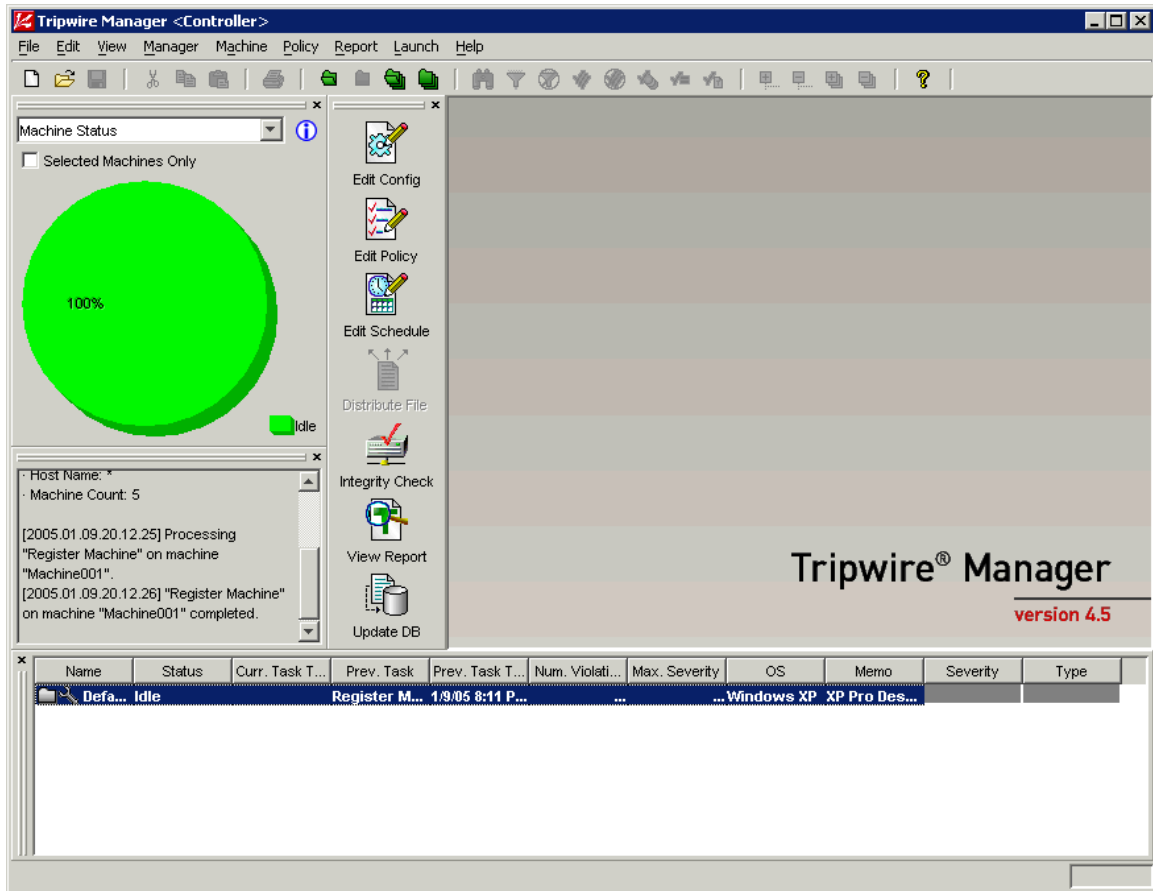 Tripwire Manager <Controller>
File Edit View Manager Machine Policy Report Launch Help
Machine Status
Selected Machines Only
100%
Idle
· Host Name: *
· Machine Count: 5
[2005.01.09.20.12.25] Processing
"Register Machine" on machine
"Machine001".
[2005.01.09.20.12.26] "Register Machine"
on machine "Machine001" completed.
Edit Config
Edit Policy
Edit Schedule
Distribute File
Integrity Check
View Report
Update DB
Tripwire® Manager
version 4.5
Name Status Curr. Task T... Prev. Task Prev. Task T... Num. Violati... Max. Severity OS Memo Severity Type
Defa... Idle Register M... 1/9/05 8:11 P... ... ... Windows XP XP Pro Des...